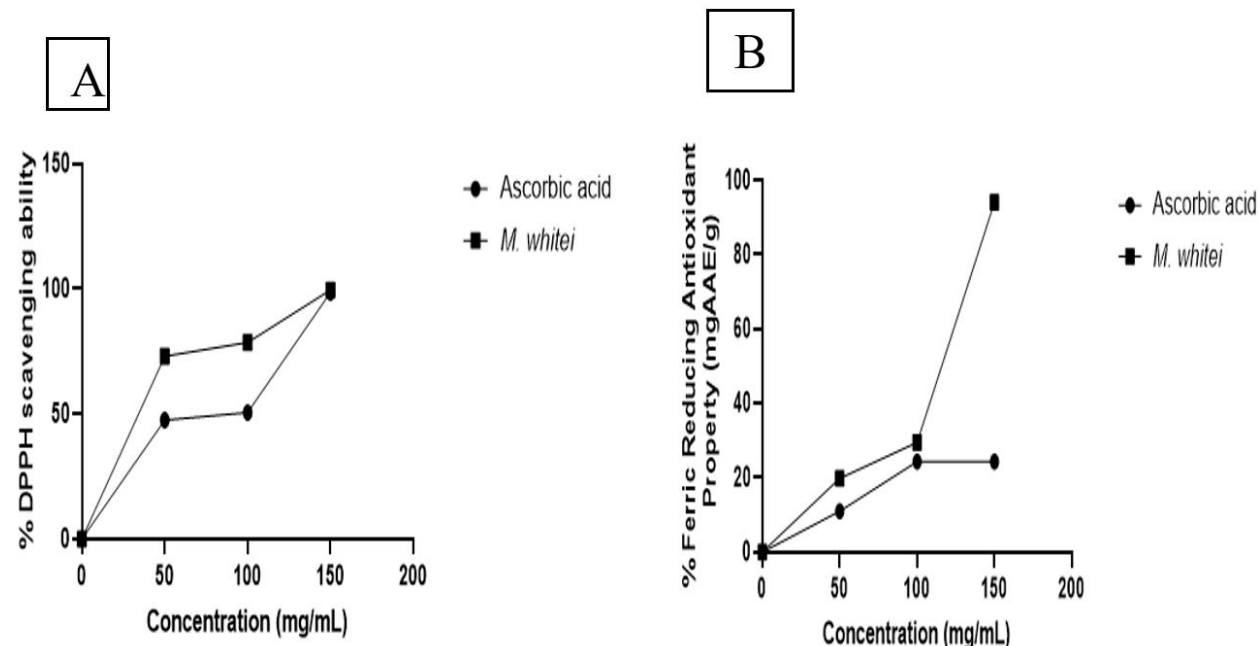 A
% DPPH scavenging ability
150
100
50
0
0 50 100 150 200
Concentration (mg/mL)
Ascorbic acid
M. whitei
B
% Ferric Reducing Antioxidant
Property (mgAAE/g)
100
80
60
40
20
0
0 50 100 150 200
Concentration (mg/mL)
Ascorbic acid
M. whitei